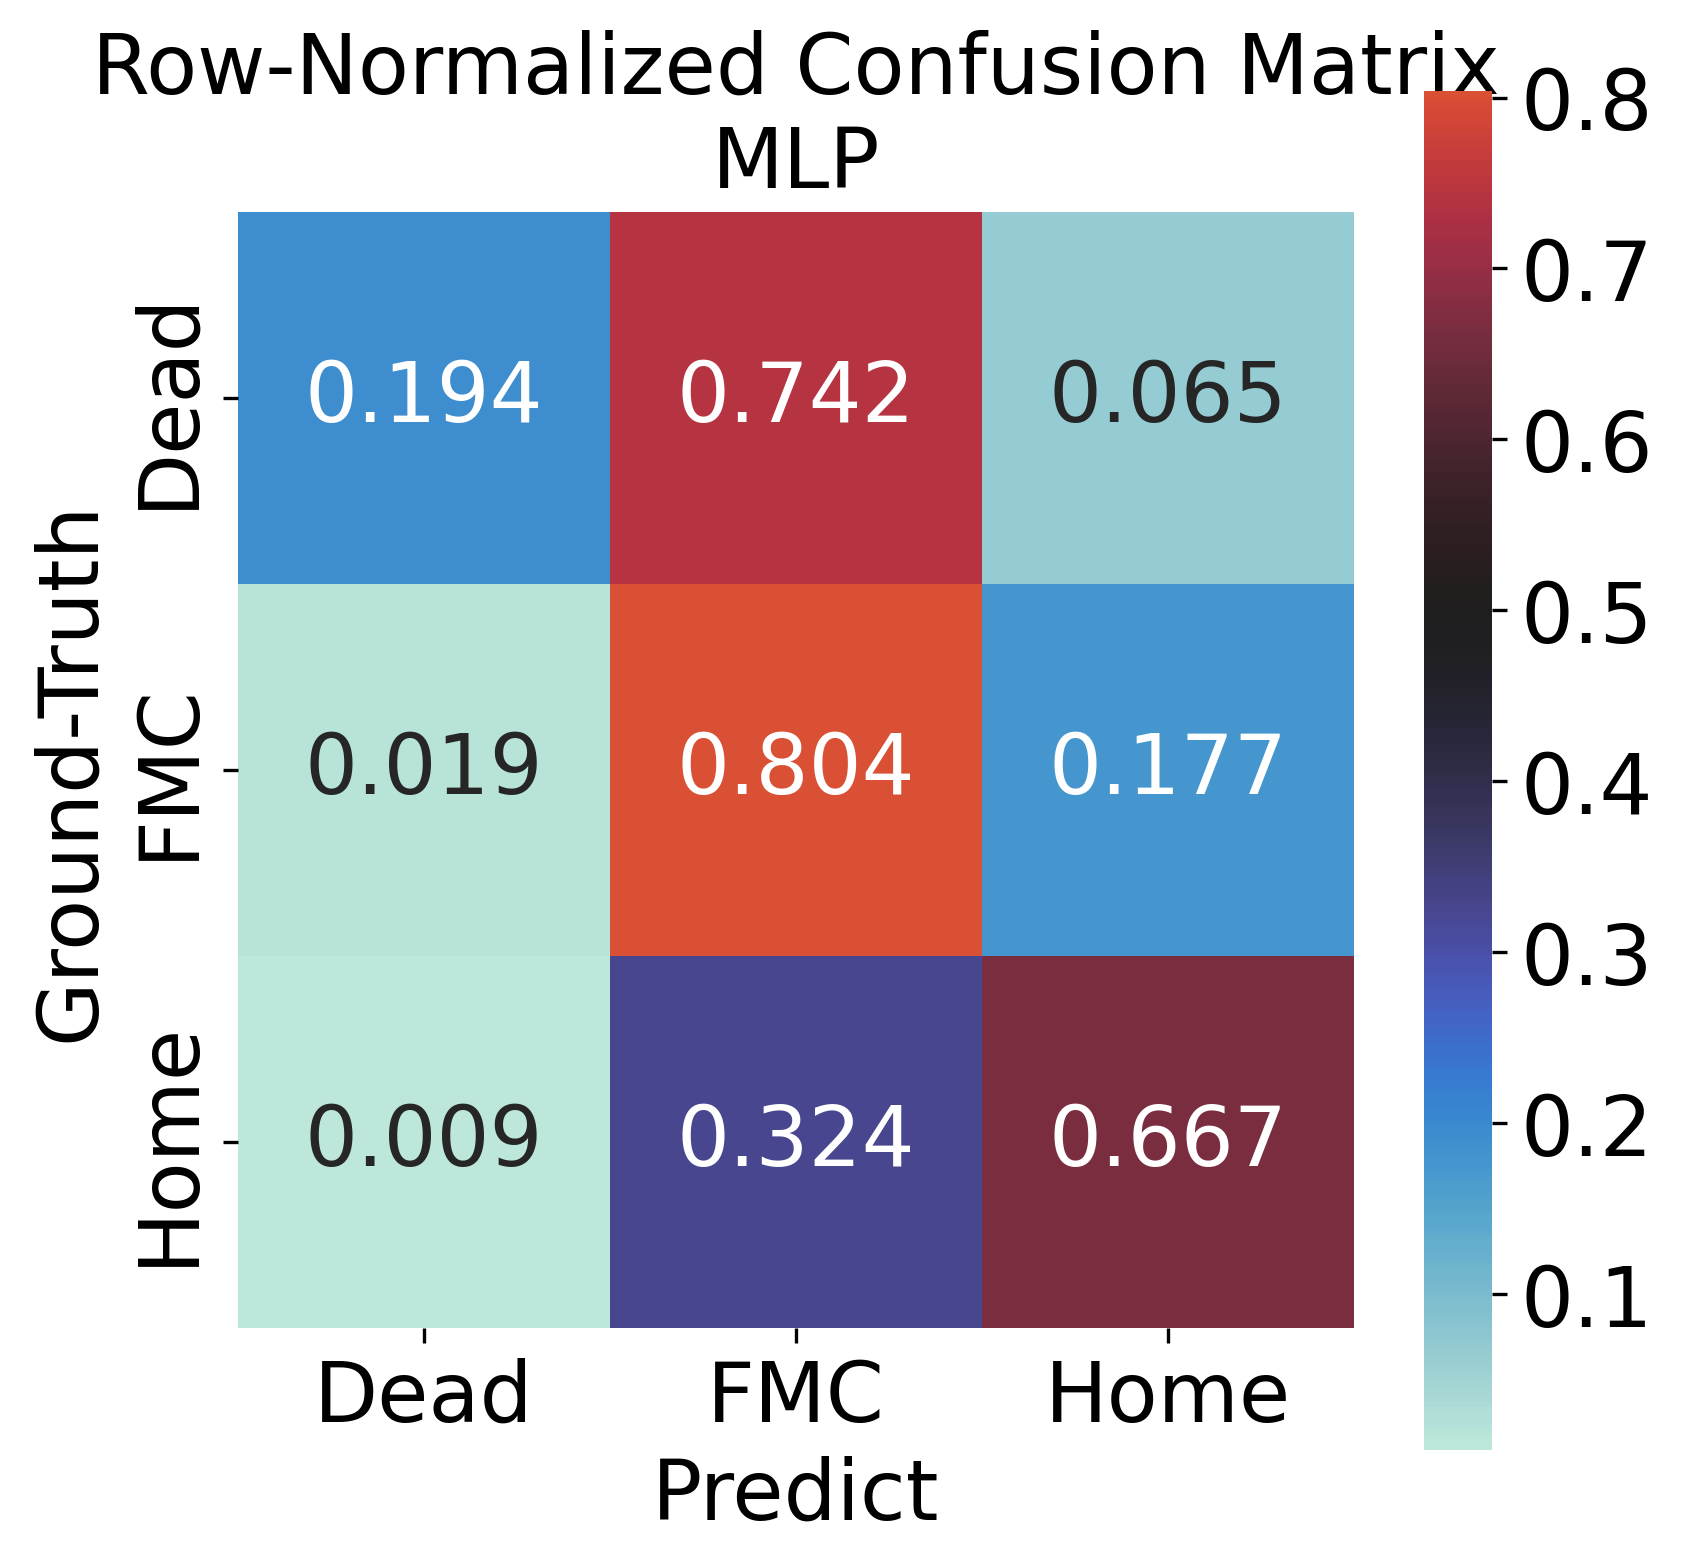 Row-Normalized Confusion Matrix
MLP
Ground-Truth
Dead
0.194 0.742 0.065
FMC
0.019 0.804 0.177
Home
0.009 0.324 0.667
Dead FMC Home
Predict
0.8
0.7
0.6
0.5
0.4
0.3
0.2
0.1